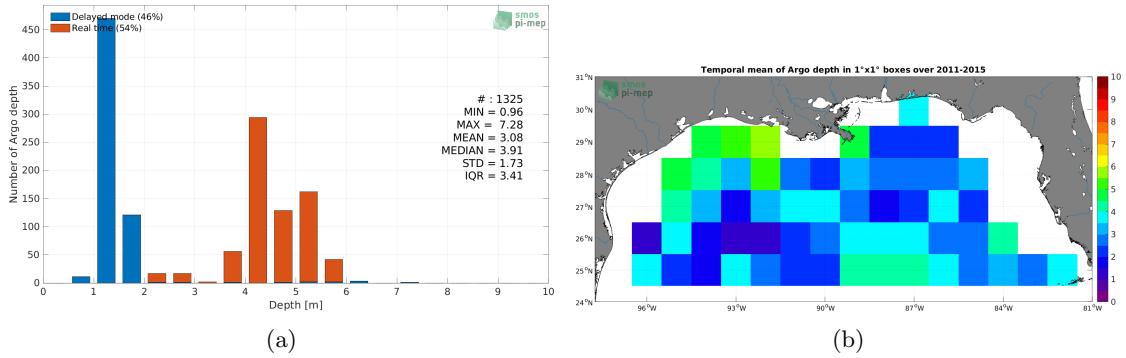 Delayed mode (46%)
Real time (54%)
smos
pi-mep
Number of Argo depth
450
400
350
300
250
200
150
100
50
0
# : 1325
MIN = 0.96
MAX = 7.28
MEAN = 3.08
MEDIAN = 3.91
STD = 1.73
IQR = 3.41
0 1 2 3 4 5 6 7 8 9 10
Depth [m]
(a)
Temporal mean of Argo depth in 1°x1° boxes over 2011-2015
smos
pi-mep
31°N
30°N
29°N
28°N
27°N
26°N
25°N
24°N
96°W 93°W 90°W 87°W 84°W 81°W
10
9
8
7
6
5
4
3
2
1
0
(b)